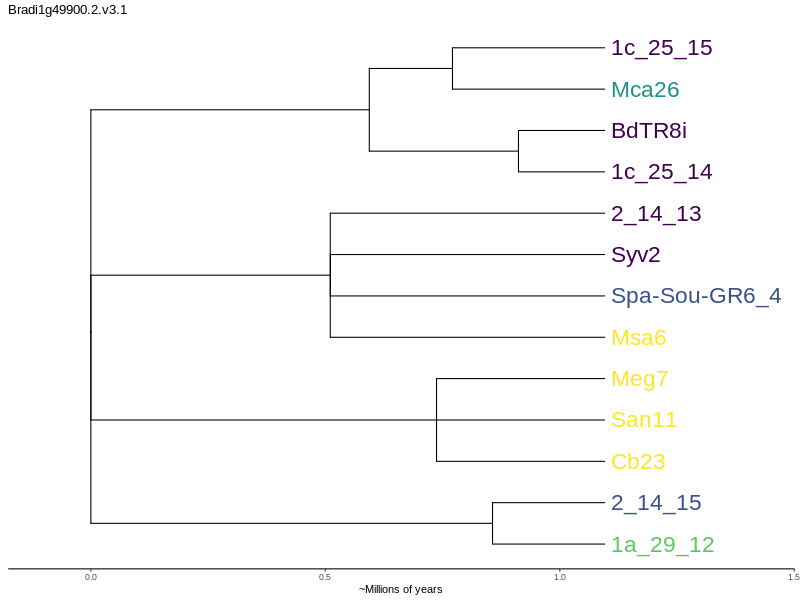 Bradi1g49900.2.v3.1
1c_25_15
Mca26
BdTR8i
1c_25_14
2_14_13
Syv2
Spa-Sou-GR6_4
Msa6
Meg7
San11
Cb23
2_14_15
1a_29_12
0.0 0.5 1.0 1.5
~Millions of years